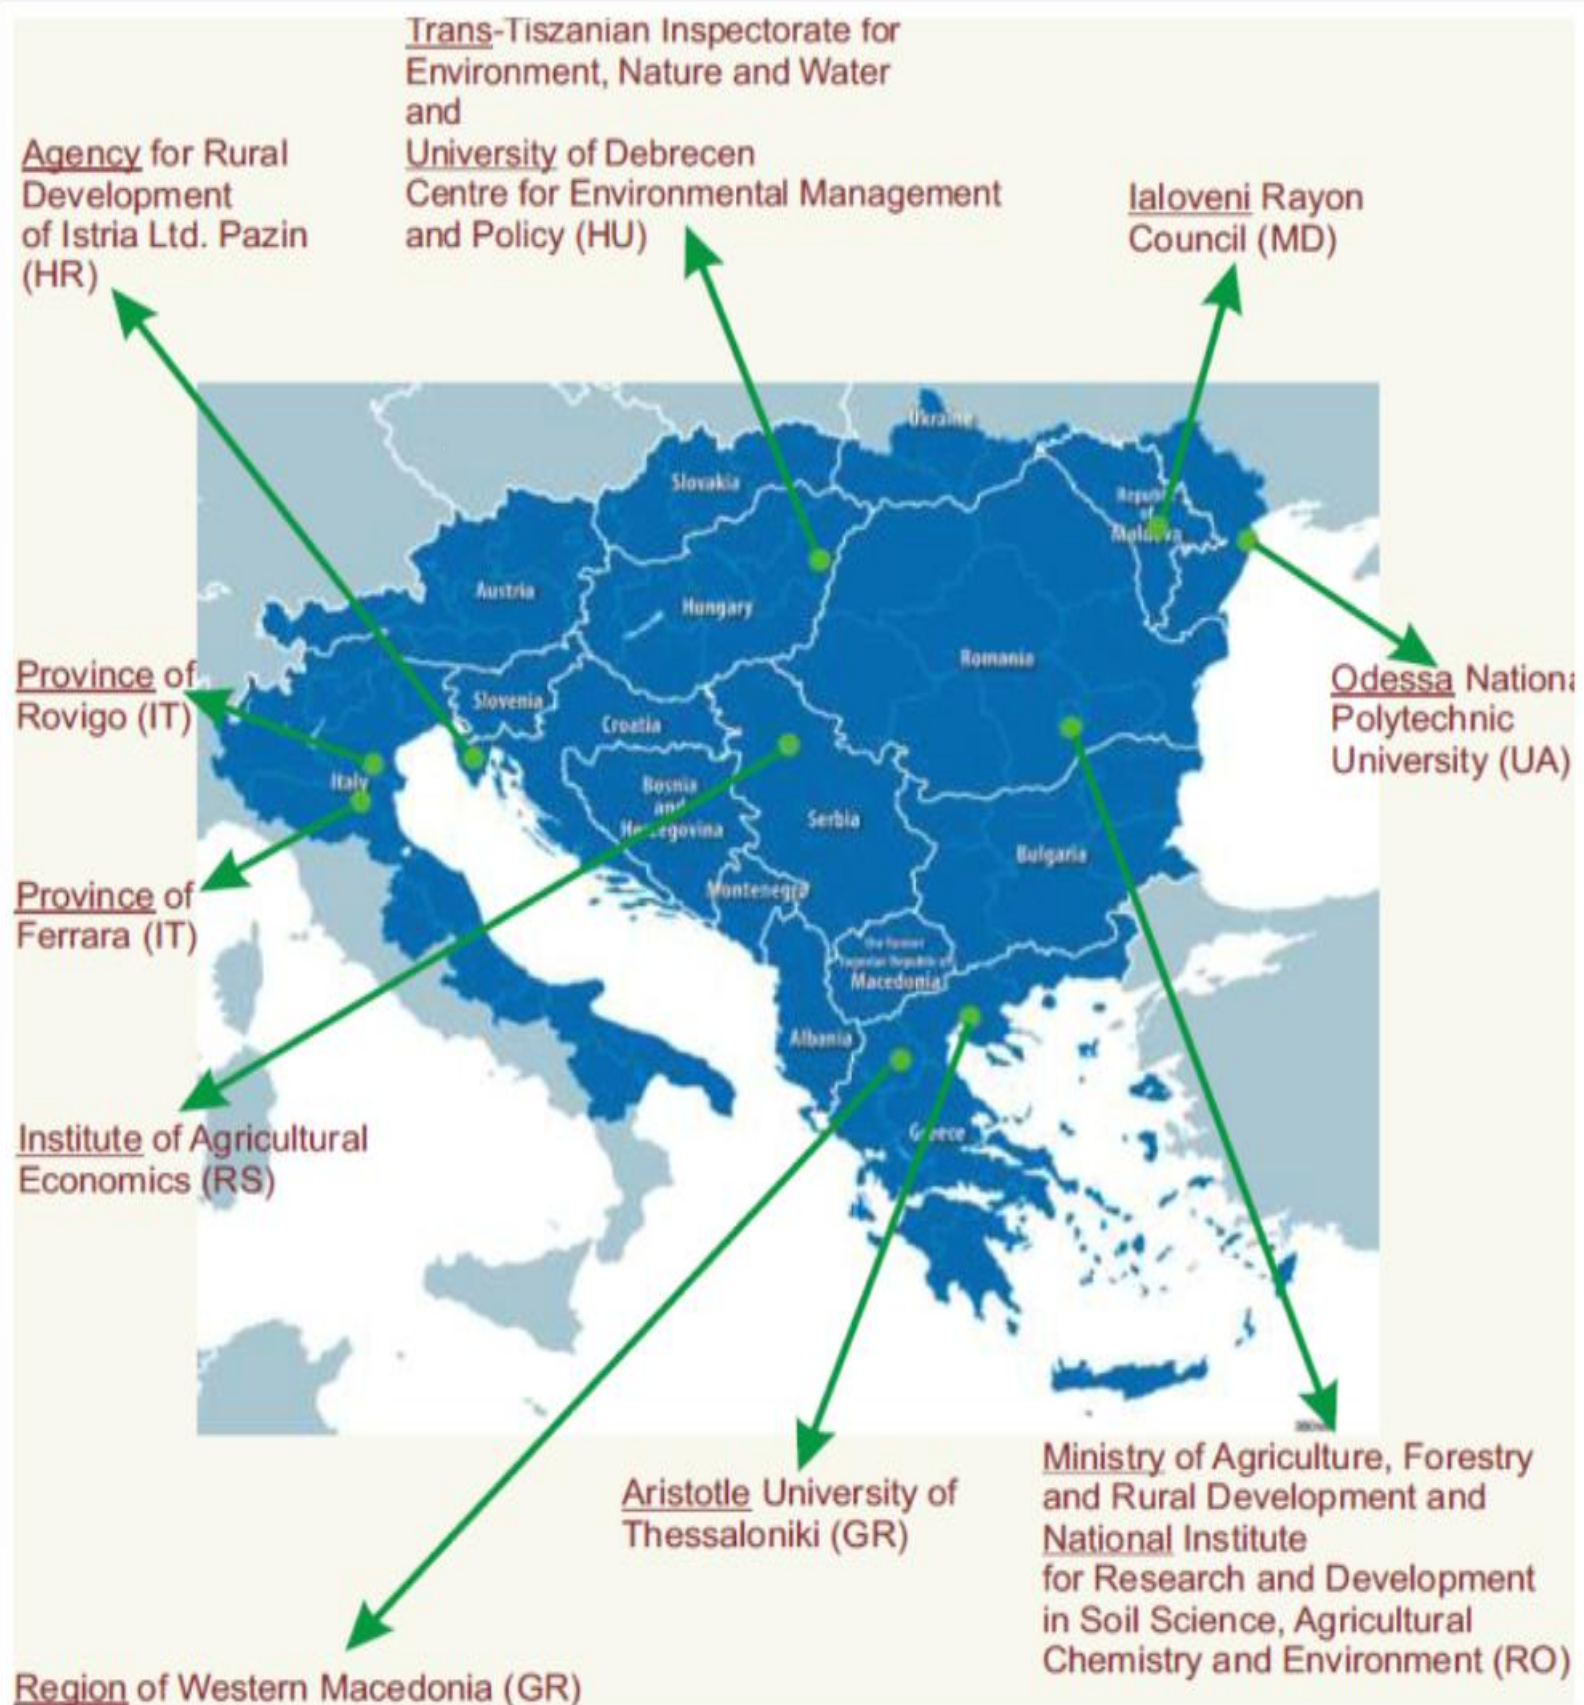 Trans-Tiszanian Inspectorate for
Environment, Nature and Water
and
University of Debrecen
Centre for Environmental Management
and Policy (HU)
Agency for Rural
Development
of Istria Ltd. Pazin
(HR)
Ialoveni Rayon
Council (MD)
Ukraine
Slovakia
Republic
of
Moldova
Austria
Hungary
Romania
Province of
Rovigo (IT)
Slovenia
Croatia
Odessa Nationa
Polytechnic
University (UA)
Italy
Bosnia
and
Herzegovina
Serbia
Bulgaria
Montenegro
Province of
Ferrara (IT)
the former
Yugoslav Republic of
Macedonia
Albania
Greece
Institute of Agricultural
Economics (RS)
Aristotle University of
Thessaloniki (GR)
Ministry of Agriculture, Forestry
and Rural Development and
National Institute
for Research and Development
in Soil Science, Agricultural
Chemistry and Environment (RO)
Region of Western Macedonia (GR)